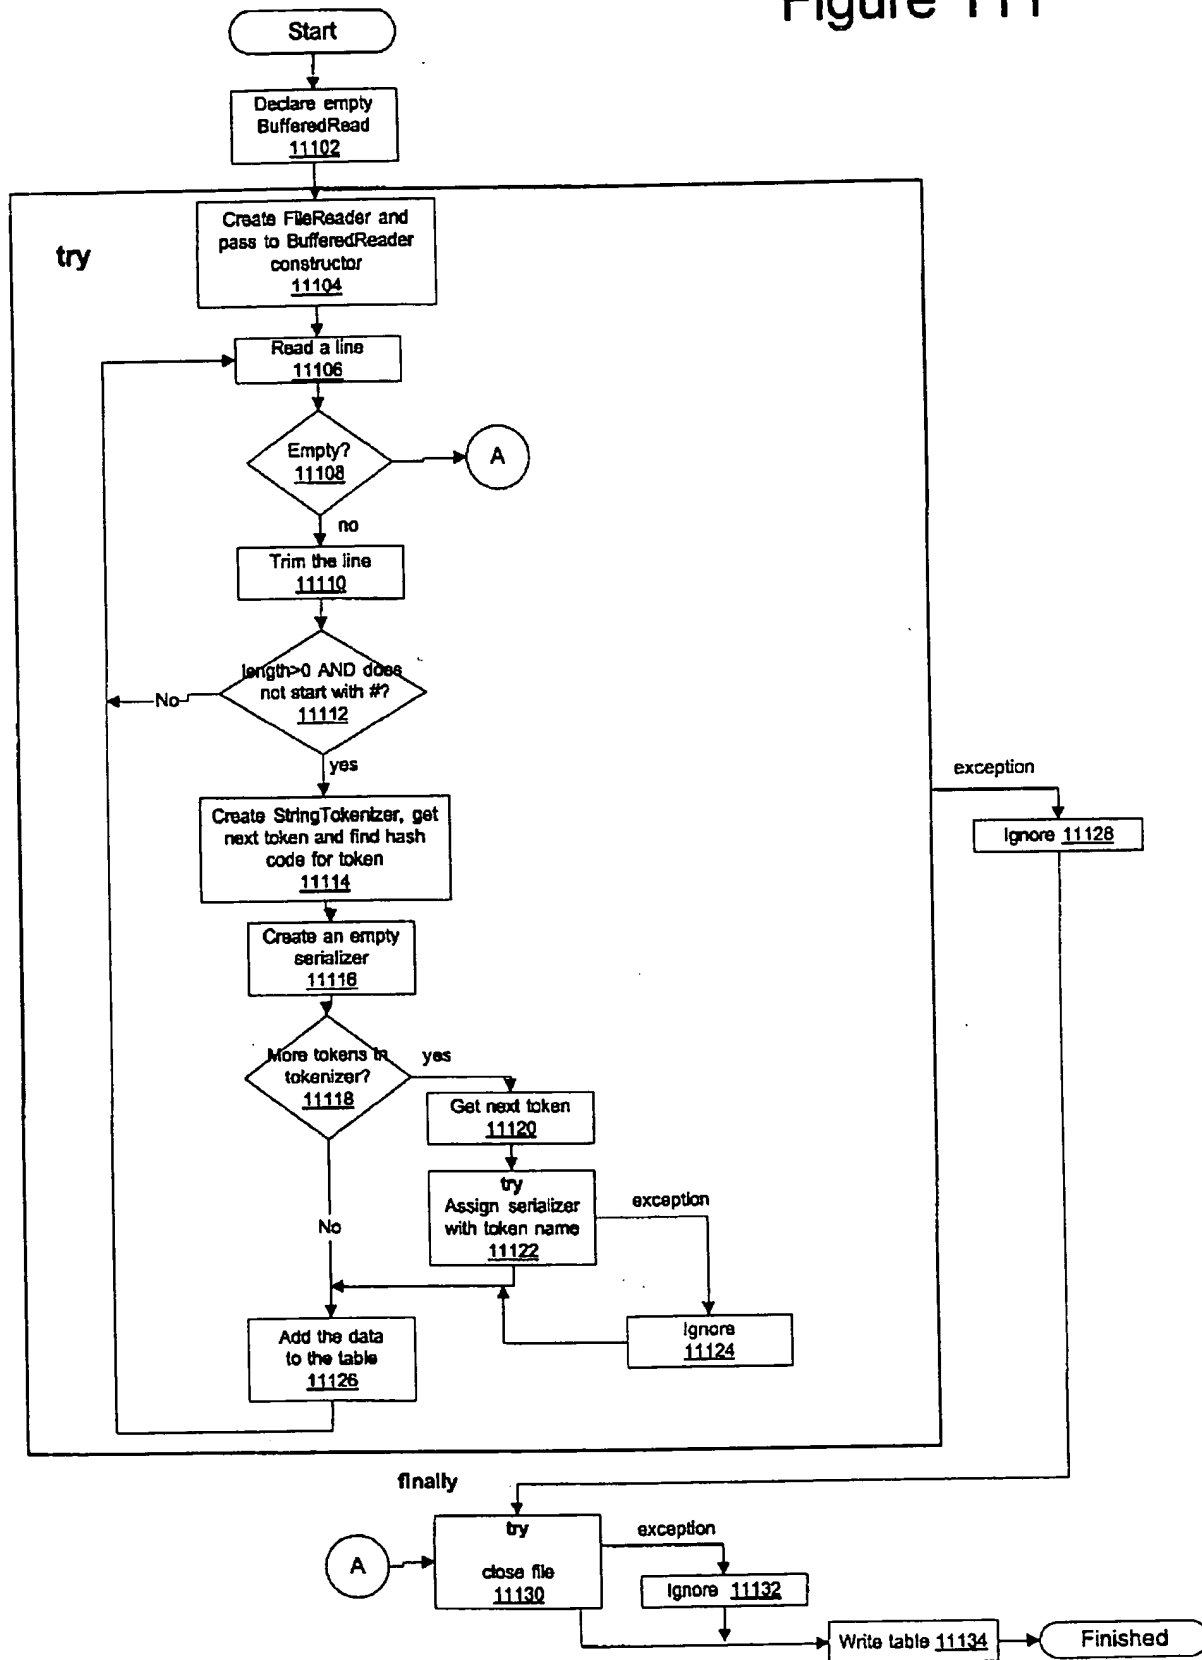 Figure 111
Start
Declare empty
BufferedRead
11102
try
Create FileReader and
pass to BufferedReader
constructor
11104
Read a line
11106
Empty?
11108
A
no
Trim the line
11110
length>0 AND does
not start with #?
11112
No
yes
exception
Ignore 11128
Create StringTokenizer, get
next token and find hash
code for token
11114
Create an empty
serializer
11116
More tokens in
tokenizer?
11118
yes
Get next token
11120
try
Assign serializer
with token name
11122
exception
No
Ignore
11124
Add the data
to the table
11126
finally
A
try
close file
11130
exception
Ignore 11132
Write table 11134
Finished